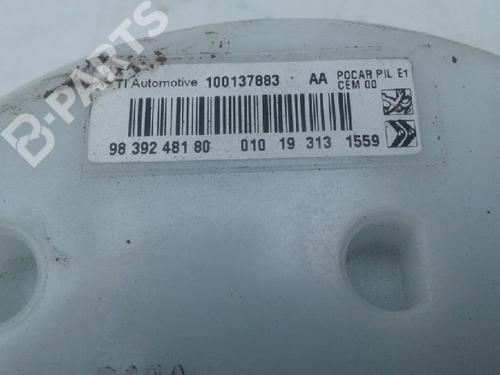 B-PARTS
TI Automotive 100137883 AA POCAR PIL E1
CEM 00
98 392 481 80 010 19 313 1559